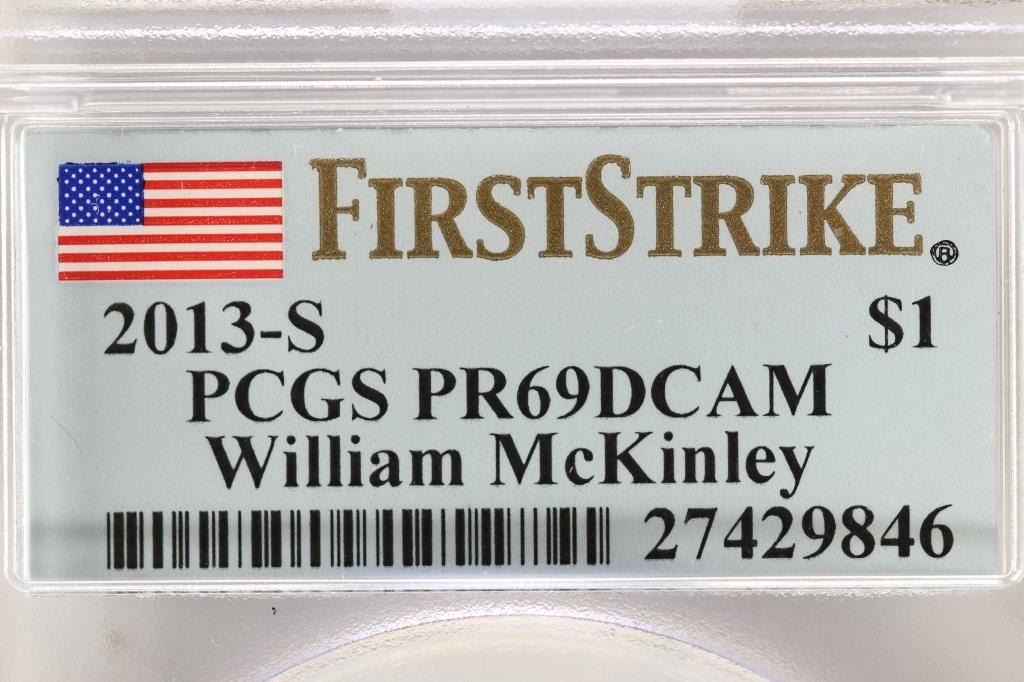 FIRSTSTRIKE®
2013-S $1
PCGS PR69DCAM
William McKinley
27429846